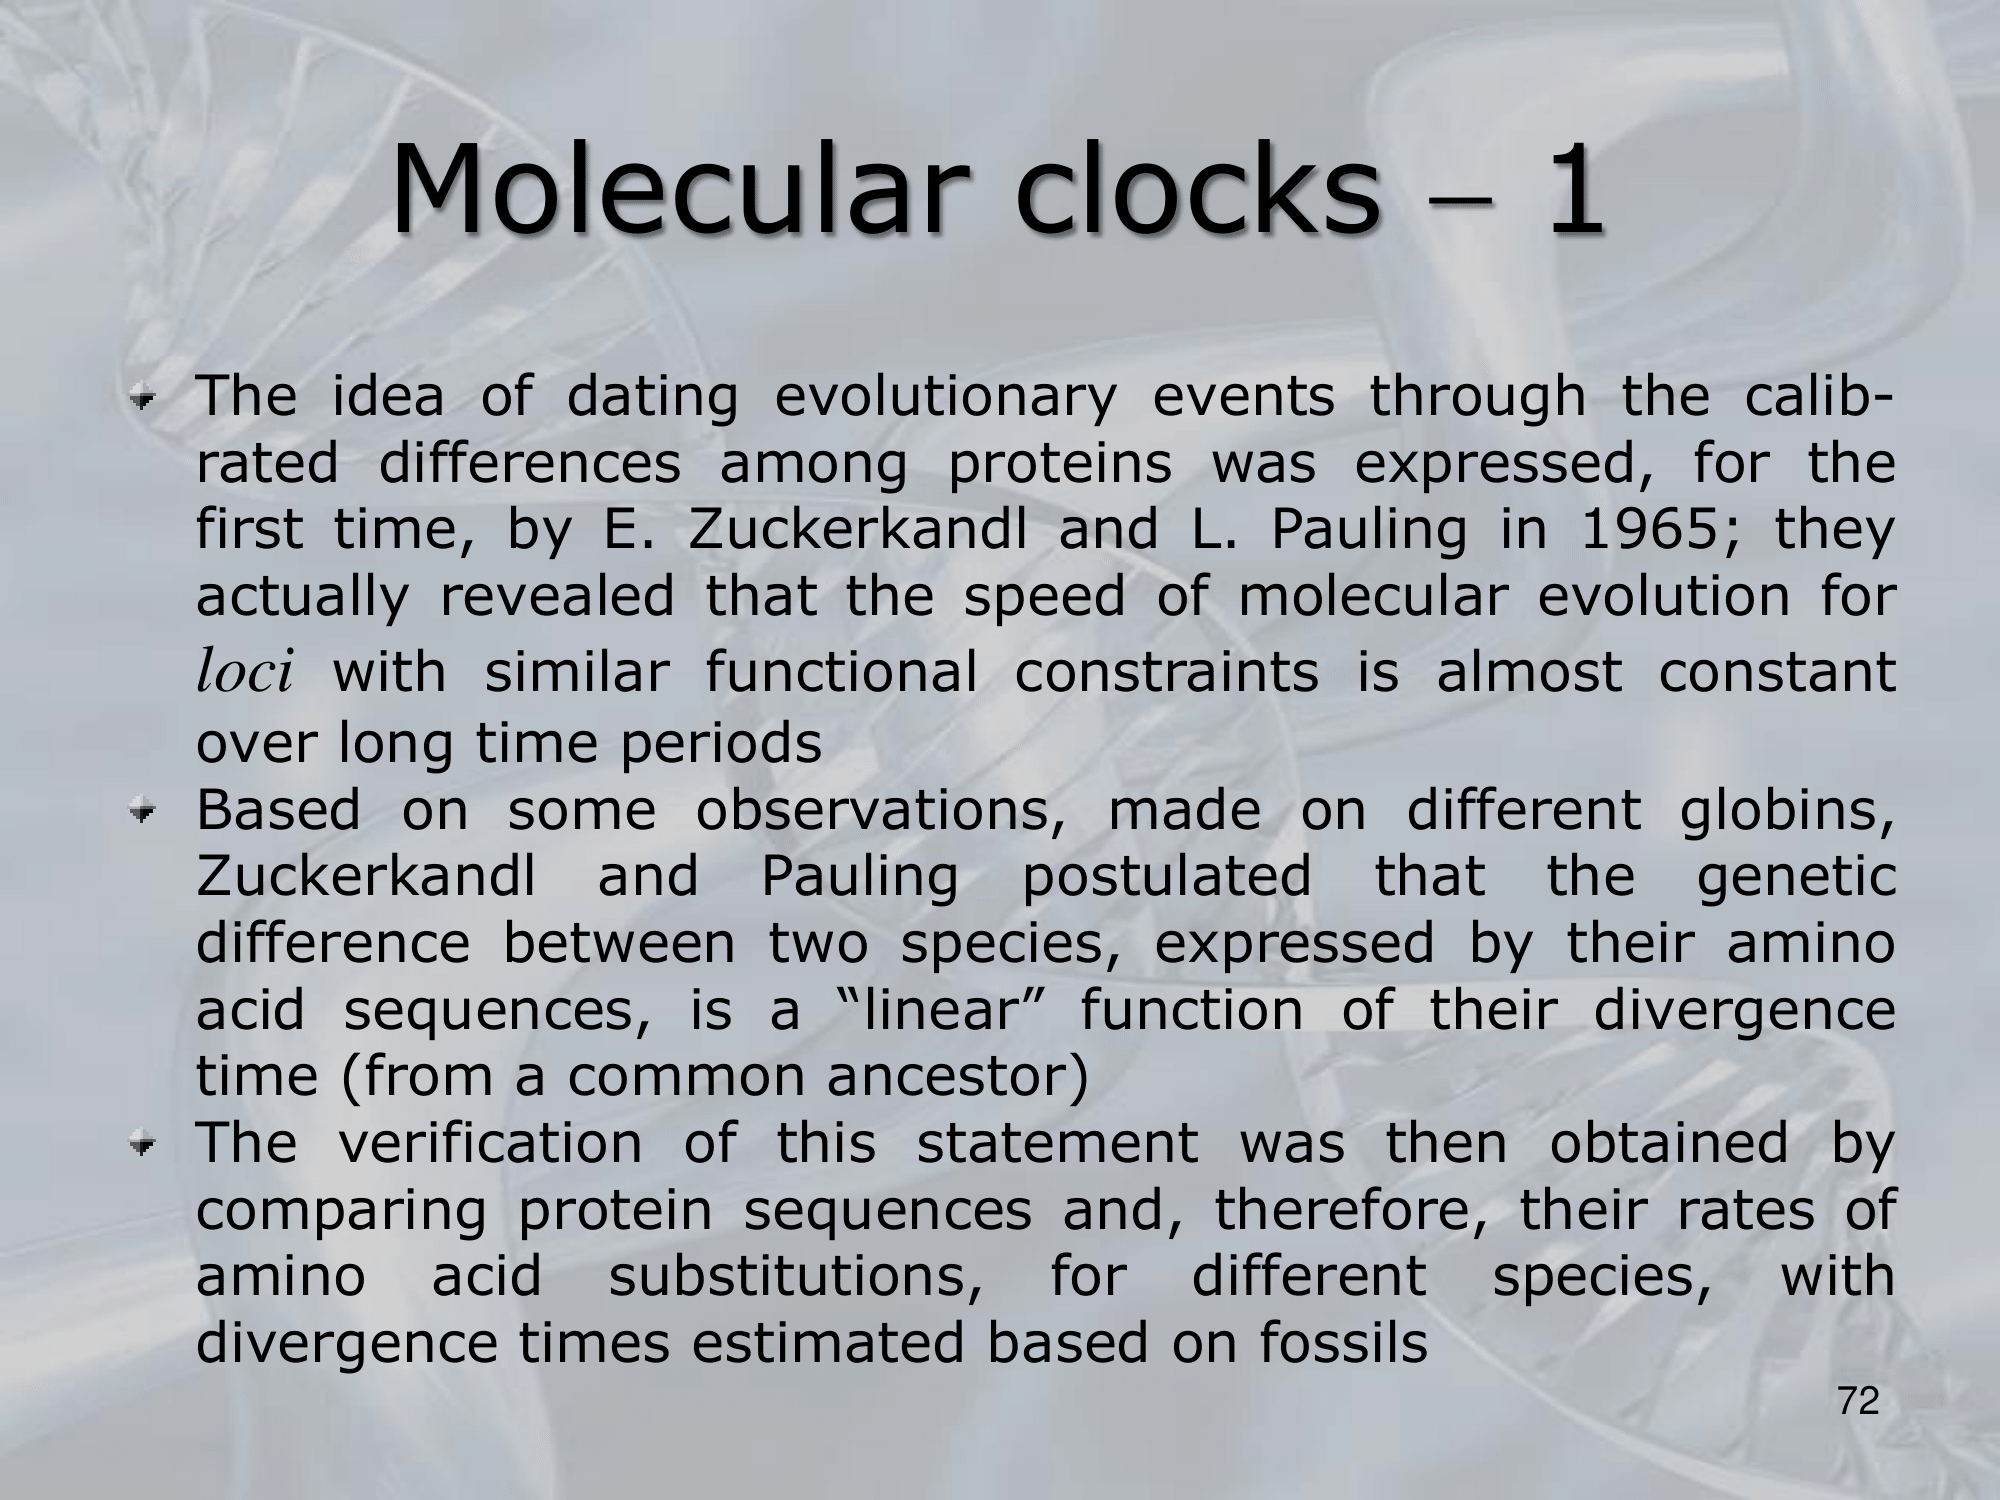 Molecular clocks – 1
The idea of dating evolutionary events through the calib-
rated differences among proteins was expressed, for the
first time, by E. Zuckerkandl and L. Pauling in 1965; they
actually revealed that the speed of molecular evolution for
loci with similar functional constraints is almost constant
over long time periods
Based on some observations, made on different globins,
Zuckerkandl and Pauling postulated that the genetic
difference between two species, expressed by their amino
acid sequences, is a “linear” function of their divergence
time (from a common ancestor)
The verification of this statement was then obtained by
comparing protein sequences and, therefore, their rates of
amino acid substitutions, for different species, with
divergence times estimated based on fossils
72